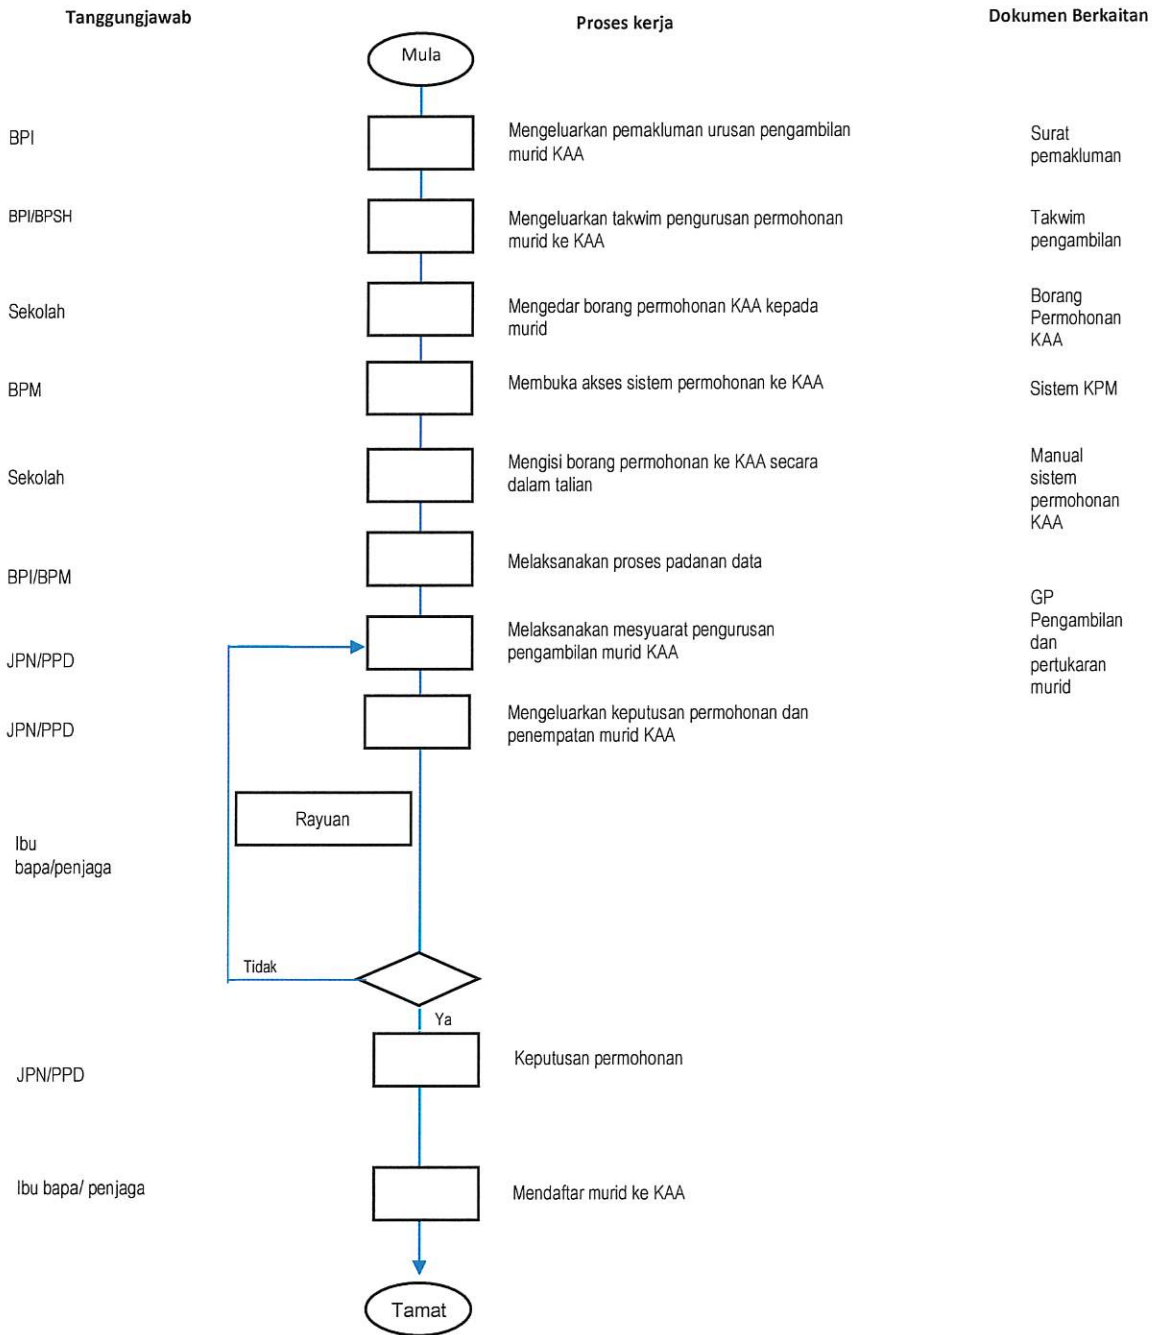 Tanggungjawab
Proses kerja
Dokumen Berkaitan
Mula
BPI
Mengeluarkan pemakluman urusan pengambilan
murid KAA
Surat
pemakluman
BPI/BPSH
Mengeluarkan takwim pengurusan permohonan
murid ke KAA
Takwim
pengambilan
Sekolah
Mengedar borang permohonan KAA kepada
murid
Borang
Permohonan
KAA
BPM
Membuka akses sistem permohonan ke KAA
Sistem KPM
Sekolah
Mengisi borang permohonan ke KAA secara
dalam talian
Manual
sistem
permohonan
KAA
BPI/BPM
Melaksanakan proses padanan data
JPN/PPD
Melaksanakan mesyuarat pengurusan
pengambilan murid KAA
GP
Pengambilan
dan
pertukaran
murid
JPN/PPD
Mengeluarkan keputusan permohonan dan
penempatan murid KAA
Rayuan
Ibu
bapa/penjaga
Tidak
Ya
JPN/PPD
Keputusan permohonan
Ibu bapa/ penjaga
Mendaftar murid ke KAA
Tamat